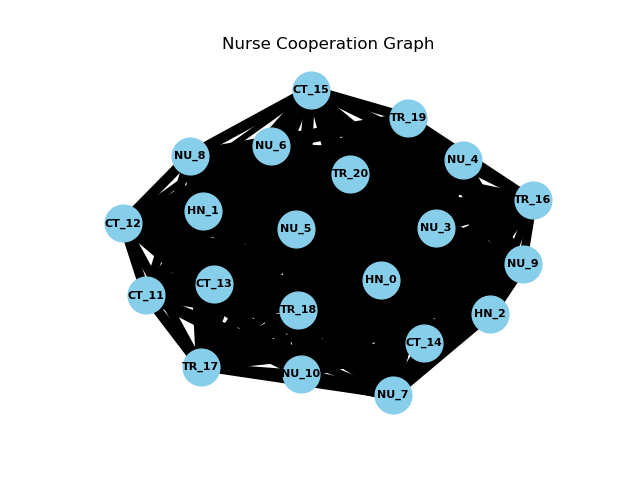 Nurse Cooperation Graph
CT_15
TR_19
NU_6
NU_8
NU_4
TR_20
TR_16
HN_1
CT_12
NU_5
NU_3
NU_9
HN_0
CT_13
CT_11
TR_18
HN_2
CT_14
TR_17
NU_10
NU_7